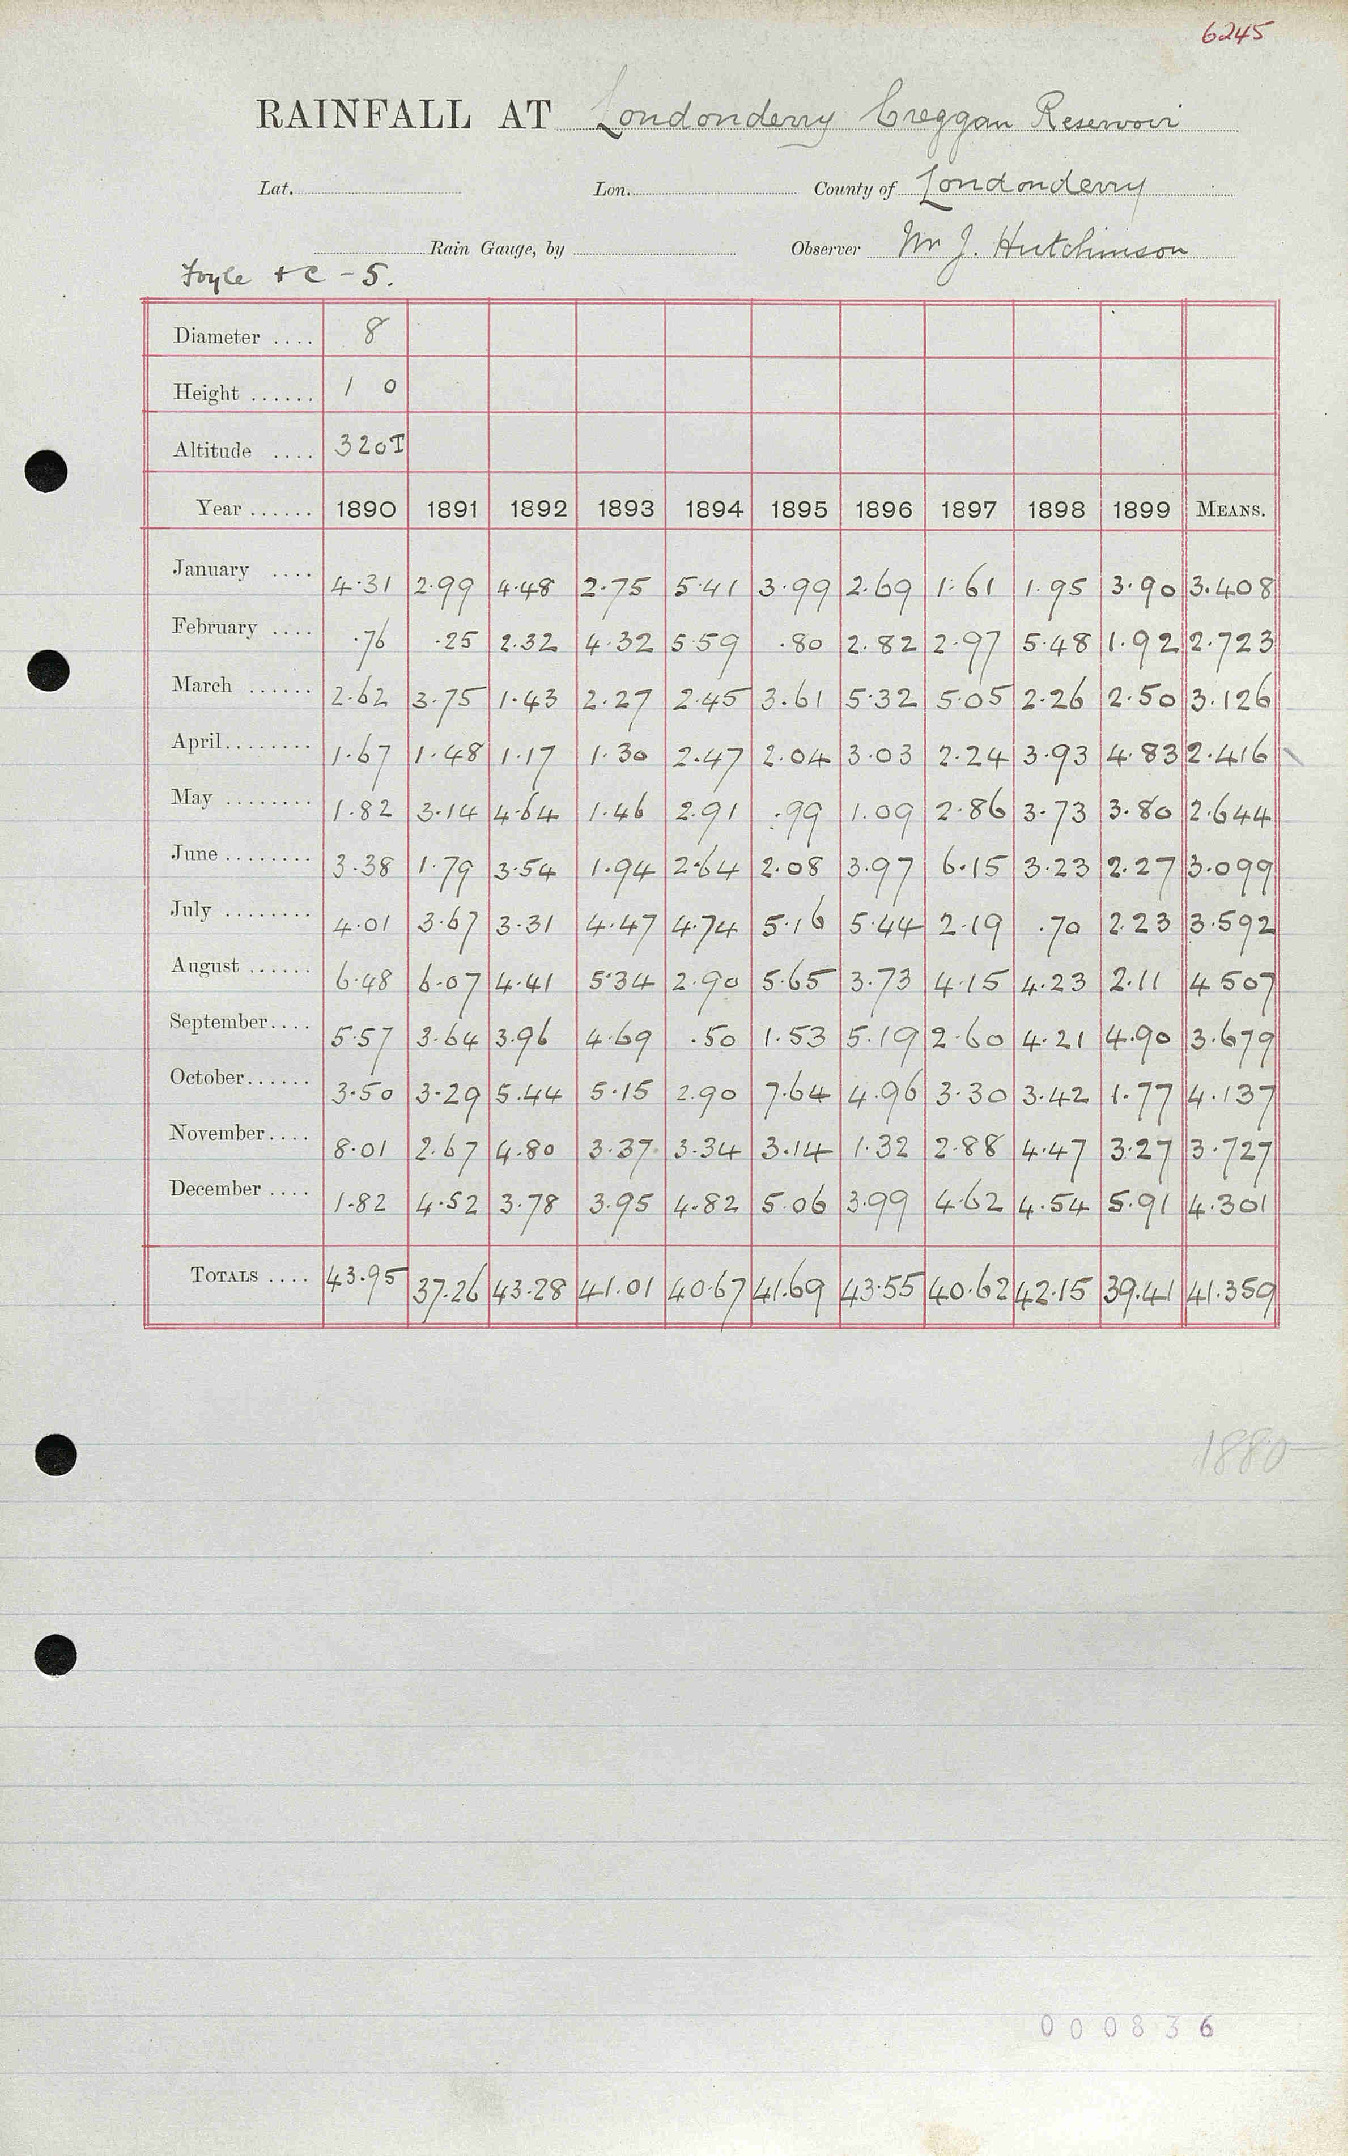 6245
RAINFALL AT Londonderry Creggan Reservoir
Lat. Lon. County of Londonderry
Rain Gauge, by Observer Mr J. Hutchinson
Foyle + C - 5.
Diameter .... 8
Height ...... 1 0
Altitude .... 320T
Year ...... 1890 1891 1892 1893 1894 1895 1896 1897 1898 1899 MEANS.
January .... 4.31 2.99 4.48 2.75 5.41 3.99 2.69 1.61 1.95 3.90 3.408
February .... .76 .25 2.32 4.32 5.59 .80 2.82 2.97 5.48 1.92 2.723
March ...... 2.62 3.75 1.43 2.27 2.45 3.61 5.32 5.05 2.26 2.50 3.126
April........ 1.67 1.48 1.17 1.30 2.47 2.04 3.03 2.24 3.93 4.83 2.416
May ........ 1.82 3.14 4.64 1.46 2.91 .99 1.09 2.86 3.73 3.80 2.644
June ........ 3.38 1.79 3.54 1.94 2.64 2.08 3.97 6.15 3.23 2.27 3.099
July ........ 4.01 3.67 3.31 4.47 4.74 5.16 5.44 2.19 .70 2.23 3.592
August ...... 6.48 6.07 4.41 5.34 2.90 5.65 3.73 4.15 4.23 2.11 4.507
September.... 5.57 3.64 3.96 4.69 .50 1.53 5.19 2.60 4.21 4.90 3.679
October...... 3.50 3.29 5.44 5.15 2.90 7.64 4.96 3.30 3.42 1.77 4.137
November.... 8.01 2.67 4.80 3.37 3.34 3.14 1.32 2.88 4.47 3.27 3.727
December .... 1.82 4.52 3.78 3.95 4.82 5.06 3.99 4.62 4.54 5.91 4.301
TOTALS .... 43.95 37.26 43.28 41.01 40.67 41.69 43.55 40.62 42.15 39.41 41.359
1880
000836